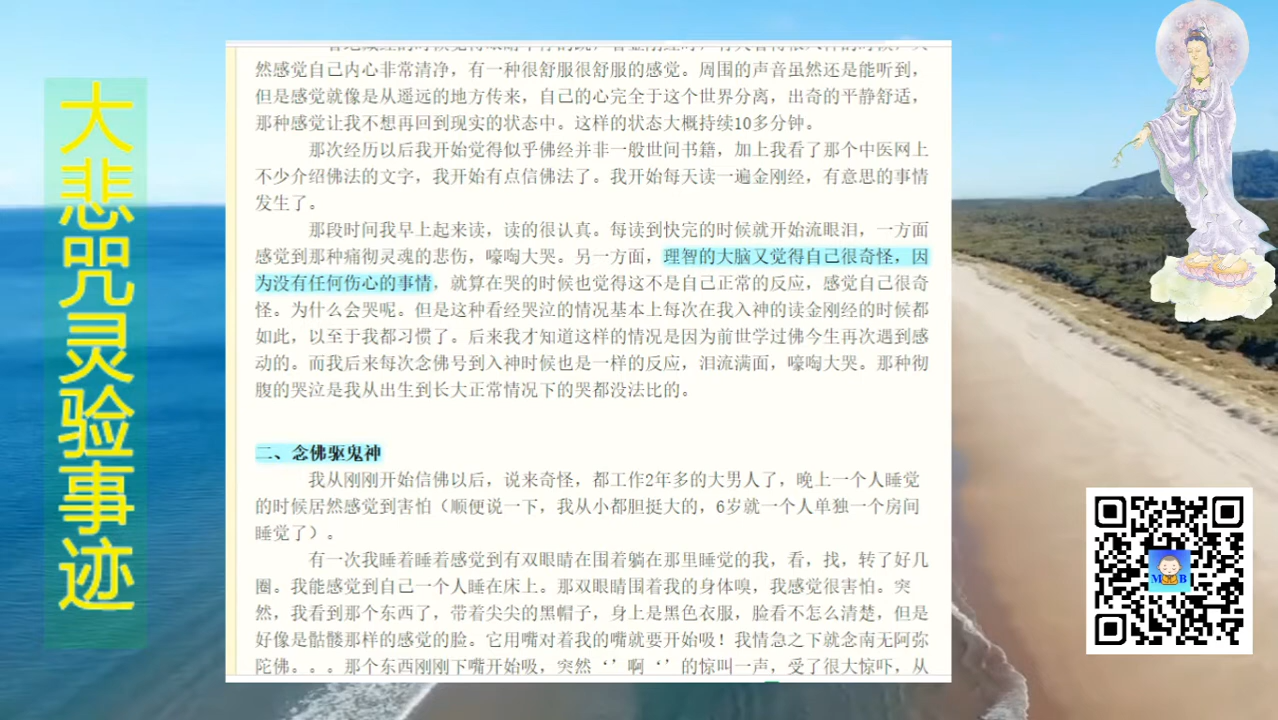 大悲咒灵验事迹
然感觉自己内心非常清净，有一种很舒服很舒服的感觉。周围的声音虽然还是能听到，
但是感觉就像是从遥远的地方传来，自己的心完全于这个世界分离，出奇的平静舒适，
那种感觉让我不想再回到现实的状态中。这样的状态大概持续10多分钟。
那次经历以后我开始觉得似乎佛经并非一般世间书籍，加上我看了那个中医网上
不少介绍佛法的文字，我开始有点信佛法了。我开始每天读一遍金刚经，有意思的事情
发生了。
那段时间我早上起来读，读的很认真。每读到快完的时候就开始流眼泪，一方面
感觉到那种痛彻灵魂的悲伤，嚎啕大哭。另一方面，理智的大脑又觉得自己很奇怪，因
为没有任何伤心的事情，就算在哭的时候也觉得这不是自己正常的反应，感觉自己很奇
怪。为什么会哭呢。但是这种看经哭泣的情况基本上每次在我入神的读金刚经的时候都
如此，以至于我都习惯了。后来我才知道这样的情况是因为前世学过佛今生再次遇到感
动的。而我后来每次念佛号到入神时候也是一样的反应，泪流满面，嚎啕大哭。那种彻
腹的哭泣是我从出生到长大正常情况下的哭都没法比的。
二、念佛驱鬼神
我从刚刚开始信佛以后，说来奇怪，都工作2年多的大男人了，晚上一个人睡觉
的时候居然感觉到害怕（顺便说一下，我从小都胆挺大的，6岁就一个人单独一个房间
睡觉了）。
有一次我睡着睡着感觉到有双眼睛在围着躺在那里睡觉的我，看，找，转了好几
圈。我能感觉到自己一个人睡在床上。那双眼睛围着我的身体嗅，我感觉很害怕。突
然，我看到那个东西了，带着尖尖的黑帽子，身上是黑色衣服，脸看不怎么清楚，但是
好像是骷髅那样的感觉的脸。它用嘴对着我的嘴就要开始吸！我情急之下就念南无阿弥
陀佛。。。那个东西刚刚下嘴开始吸，突然‘’啊‘’的惊叫一声，受了很大惊吓，从
M B